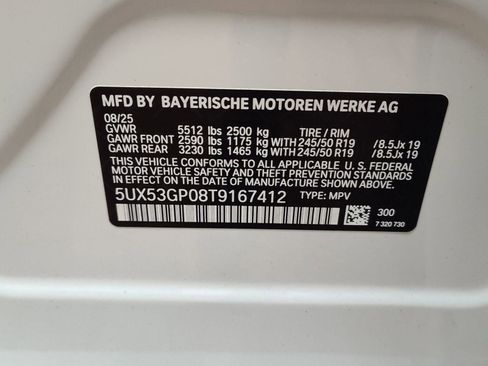 MFD BY BAYERISCHE MOTOREN WERKE AG
08/25
GVWR 5512 lbs 2500 kg TIRE / RIM
GAWR FRONT 2590 lbs 1175 kg WITH 245/50 R19 / 8.5Jx 19
GAWR REAR 3230 lbs 1465 kg WITH 245/50 R19 / 8.5Jx 19
THIS VEHICLE CONFORMS TO ALL APPLICABLE U. S. FEDERAL
MOTOR VEHICLE SAFETY, BUMPER, AND THEFT PREVENTION
STANDARDS IN EFFECT ON THE DATE OF MANUFACTURE SHOWN ABOVE.
5UX53GP08T9167412 TYPE: MPV
300
7 320 730